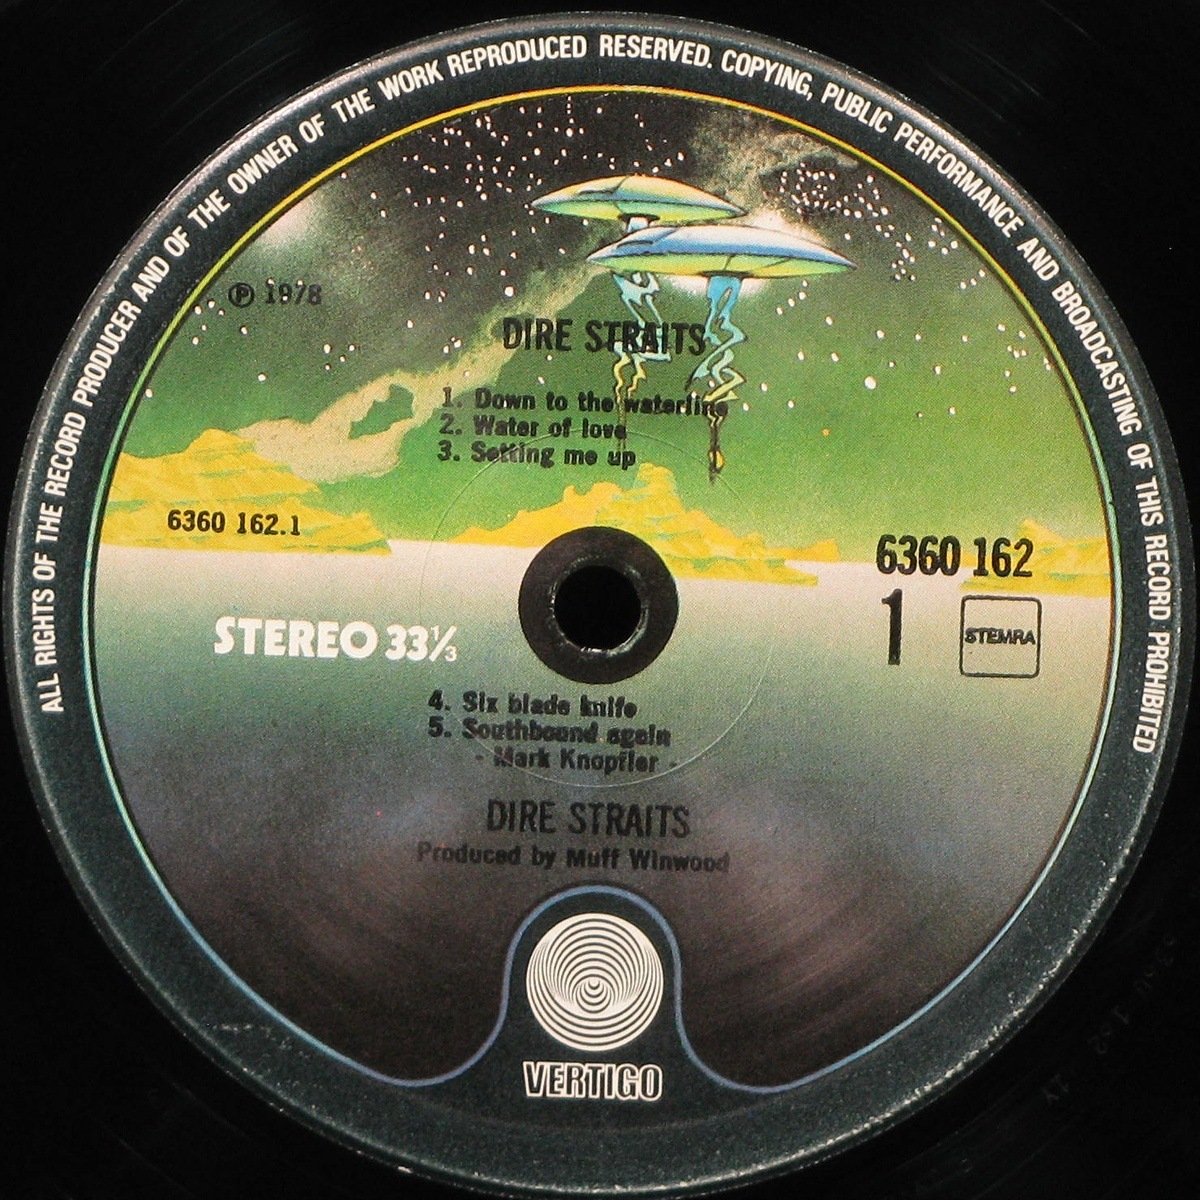 ALL RIGHTS OF THE RECORD PRODUCER AND OF THE OWNER OF THE WORK REPRODUCED RESERVED. COPYING, PUBLIC PERFORMANCE AND BROADCASTING OF THIS RECORD PROHIBITED
℗ 1978
DIRE STRAITS
1. Down to the waterline
2. Water of love
3. Setting me up
6360 162.1
6360 162
1
STEMRA
STEREO 33⅓
4. Six blade knife
5. Southbound again
- Mark Knopfler -
DIRE STRAITS
Produced by Muff Winwood
VERTIGO